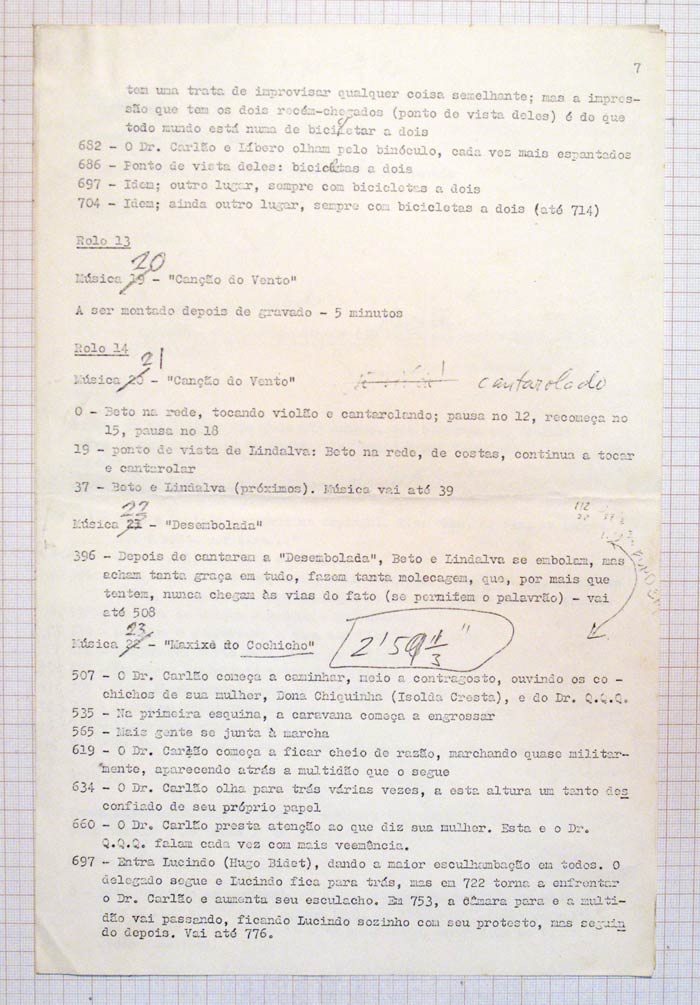 7
tem uma trata de improvisar qualquer coisa semelhante; mas a impres-
são que tem os dois recém-chegados (ponto de vista deles) é de que
todo mundo está numa de bicicletar a dois
682 - O Dr. Carlão e Líbero olham pelo binóculo, cada vez mais espantados
686 - Ponto de vista deles: bicicletas a dois
697 - Idem; outro lugar, sempre com bicicletas a dois
704 - Idem; ainda outro lugar, sempre com bicicletas a dois (até 714)
Rolo 13
20
Música 19 - "Canção do Vento"
A ser montado depois de gravado - 5 minutos
Rolo 14
21
Música 20 - "Canção do Vento" cantarolado
0 - Beto na rede, tocando violão e cantarolando; pausa no 12, recomeça no
15, pausa no 18
19 - ponto de vista de Lindalva: Beto na rede, de costas, continua a tocar
e cantarolar
37 - Beto e Lindalva (próximos). Música vai até 39
22
Música 21 - "Desembolada"
112
396 - Depois de cantarem a "Desembolada", Beto e Lindalva se embolam, mas
acham tanta graça em tudo, fazem tanta molecagem, que, por mais que
tentem, nunca chegam às vias do fato (se permitem o palavrão) - vai
até 508
23
Música 22 - "Maxixe do Cochicho" 2'59"1/3
507 - O Dr. Carlão começa a caminhar, meio a contragosto, ouvindo os co-
chichos de sua mulher, Dona Chiquinha (Isolda Cresta), e do Dr. Q.Q.Q.
535 - Na primeira esquina, a caravana começa a engrossar
565 - Mais gente se junta à marcha
619 - O Dr. Carlão começa a ficar cheio de razão, marchando quase militar-
mente, aparecendo atrás a multidão que o segue
634 - O Dr. Carlão olha para trás várias vezes, a esta altura um tanto des
confiado de seu próprio papel
660 - O Dr. Carlão presta atenção ao que diz sua mulher. Esta e o Dr.
Q.Q.Q. falam cada vez com mais veemência.
697 - Entra Lucindo (Hugo Bidet), dando a maior esculhambação em todos. O
delegado segue e Lucindo fica para trás, mas em 722 torna a enfrentar
o Dr. Carlão e aumenta seu esculacho. Em 753, a câmara para e a multi-
dão vai passando, ficando Lucindo sozinho com seu protesto, mas seguin
do depois. Vai até 776.